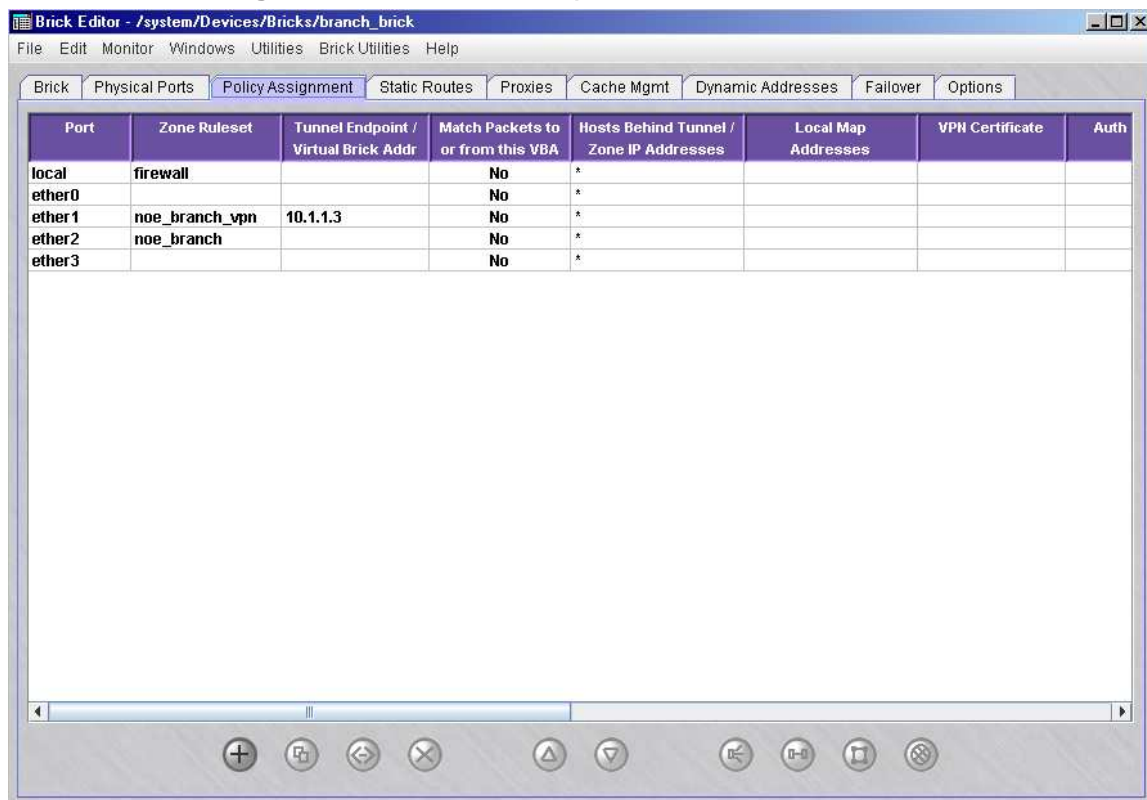 Brick Editor - /system/Devices/Bricks/branch_brick
File Edit Monitor Windows Utilities Brick Utilities Help
Brick Physical Ports Policy Assignment Static Routes Proxies Cache Mgmt Dynamic Addresses Failover Options
Port Zone Ruleset Tunnel Endpoint / Match Packets to Hosts Behind Tunnel / Local Map VPN Certificate Auth
Virtual Brick Addr or from this VBA Zone IP Addresses Addresses
local firewall No *
ether0 No *
ether1 noe_branch_vpn 10.1.1.3 No *
ether2 noe_branch No *
ether3 No *